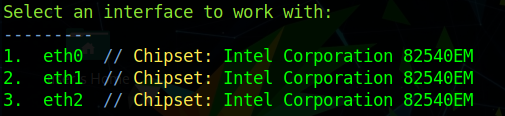 Select an interface to work with:
---------
1.  eth0  // Chipset: Intel Corporation 82540EM
2.  eth1  // Chipset: Intel Corporation 82540EM
3.  eth2  // Chipset: Intel Corporation 82540EM